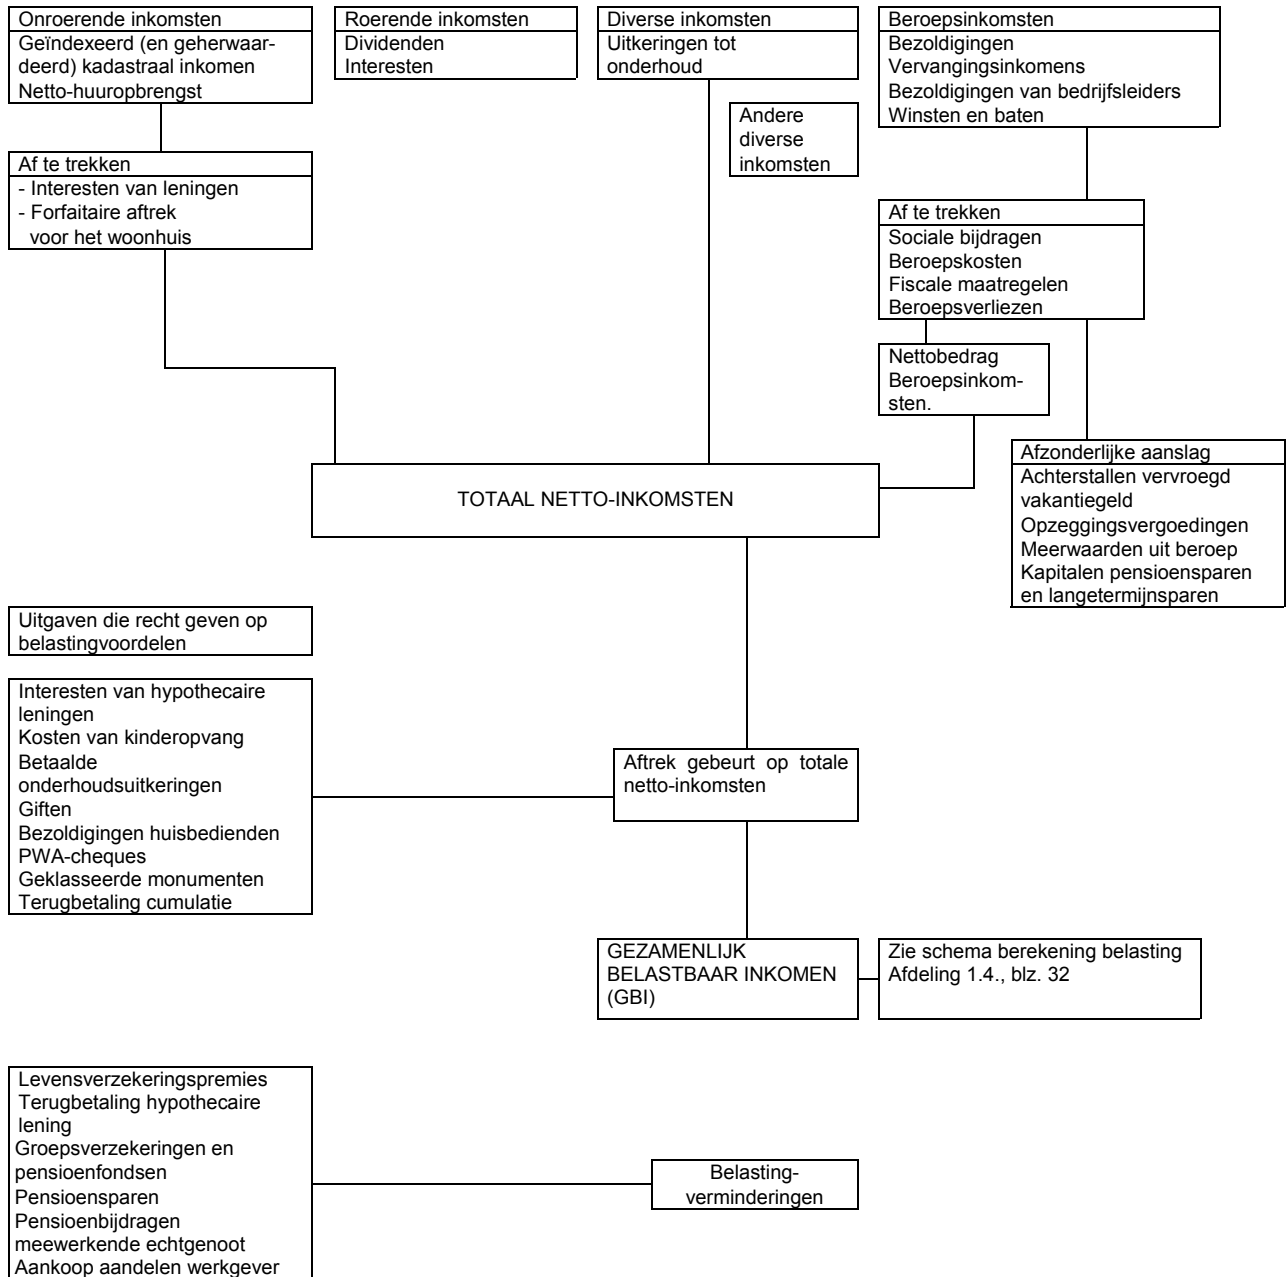 Onroerende inkomsten
Geïndexeerd (en geherwaar-
deerd) kadastraal inkomen
Netto-huuropbrengst
Roerende inkomsten
Dividenden
Interesten
Diverse inkomsten
Uitkeringen tot
onderhoud
Beroepsinkomsten
Bezoldigingen
Vervangingsinkomens
Bezoldigingen van bedrijfsleiders
Winsten en baten
Andere
diverse
inkomsten
Af te trekken
- Interesten van leningen
- Forfaitaire aftrek
voor het woonhuis
Af te trekken
Sociale bijdragen
Beroepskosten
Fiscale maatregelen
Beroepsverliezen
Nettobedrag
Beroepsinkom-
sten.
Afzonderlijke aanslag
Achterstallen vervroegd
vakantiegeld
Opzeggingsvergoedingen
Meerwaarden uit beroep
Kapitalen pensioensparen
en langetermijnsparen
TOTAAL NETTO-INKOMSTEN
Uitgaven die recht geven op
belastingvoordelen
Interesten van hypothecaire
leningen
Kosten van kinderopvang
Betaalde
onderhoudsuitkeringen
Giften
Bezoldigingen huisbedienden
PWA-cheques
Geklasseerde monumenten
Terugbetaling cumulatie
Aftrek gebeurt op totale
netto-inkomsten
GEZAMENLIJK
BELASTBAAR INKOMEN
(GBI)
Zie schema berekening belasting
Afdeling 1.4., blz. 32
Levensverzekeringspremies
Terugbetaling hypothecaire
lening
Groepsverzekeringen en
pensioenfondsen
Pensioensparen
Pensioenbijdragen
meewerkende echtgenoot
Aankoop aandelen werkgever
Belasting-
verminderingen